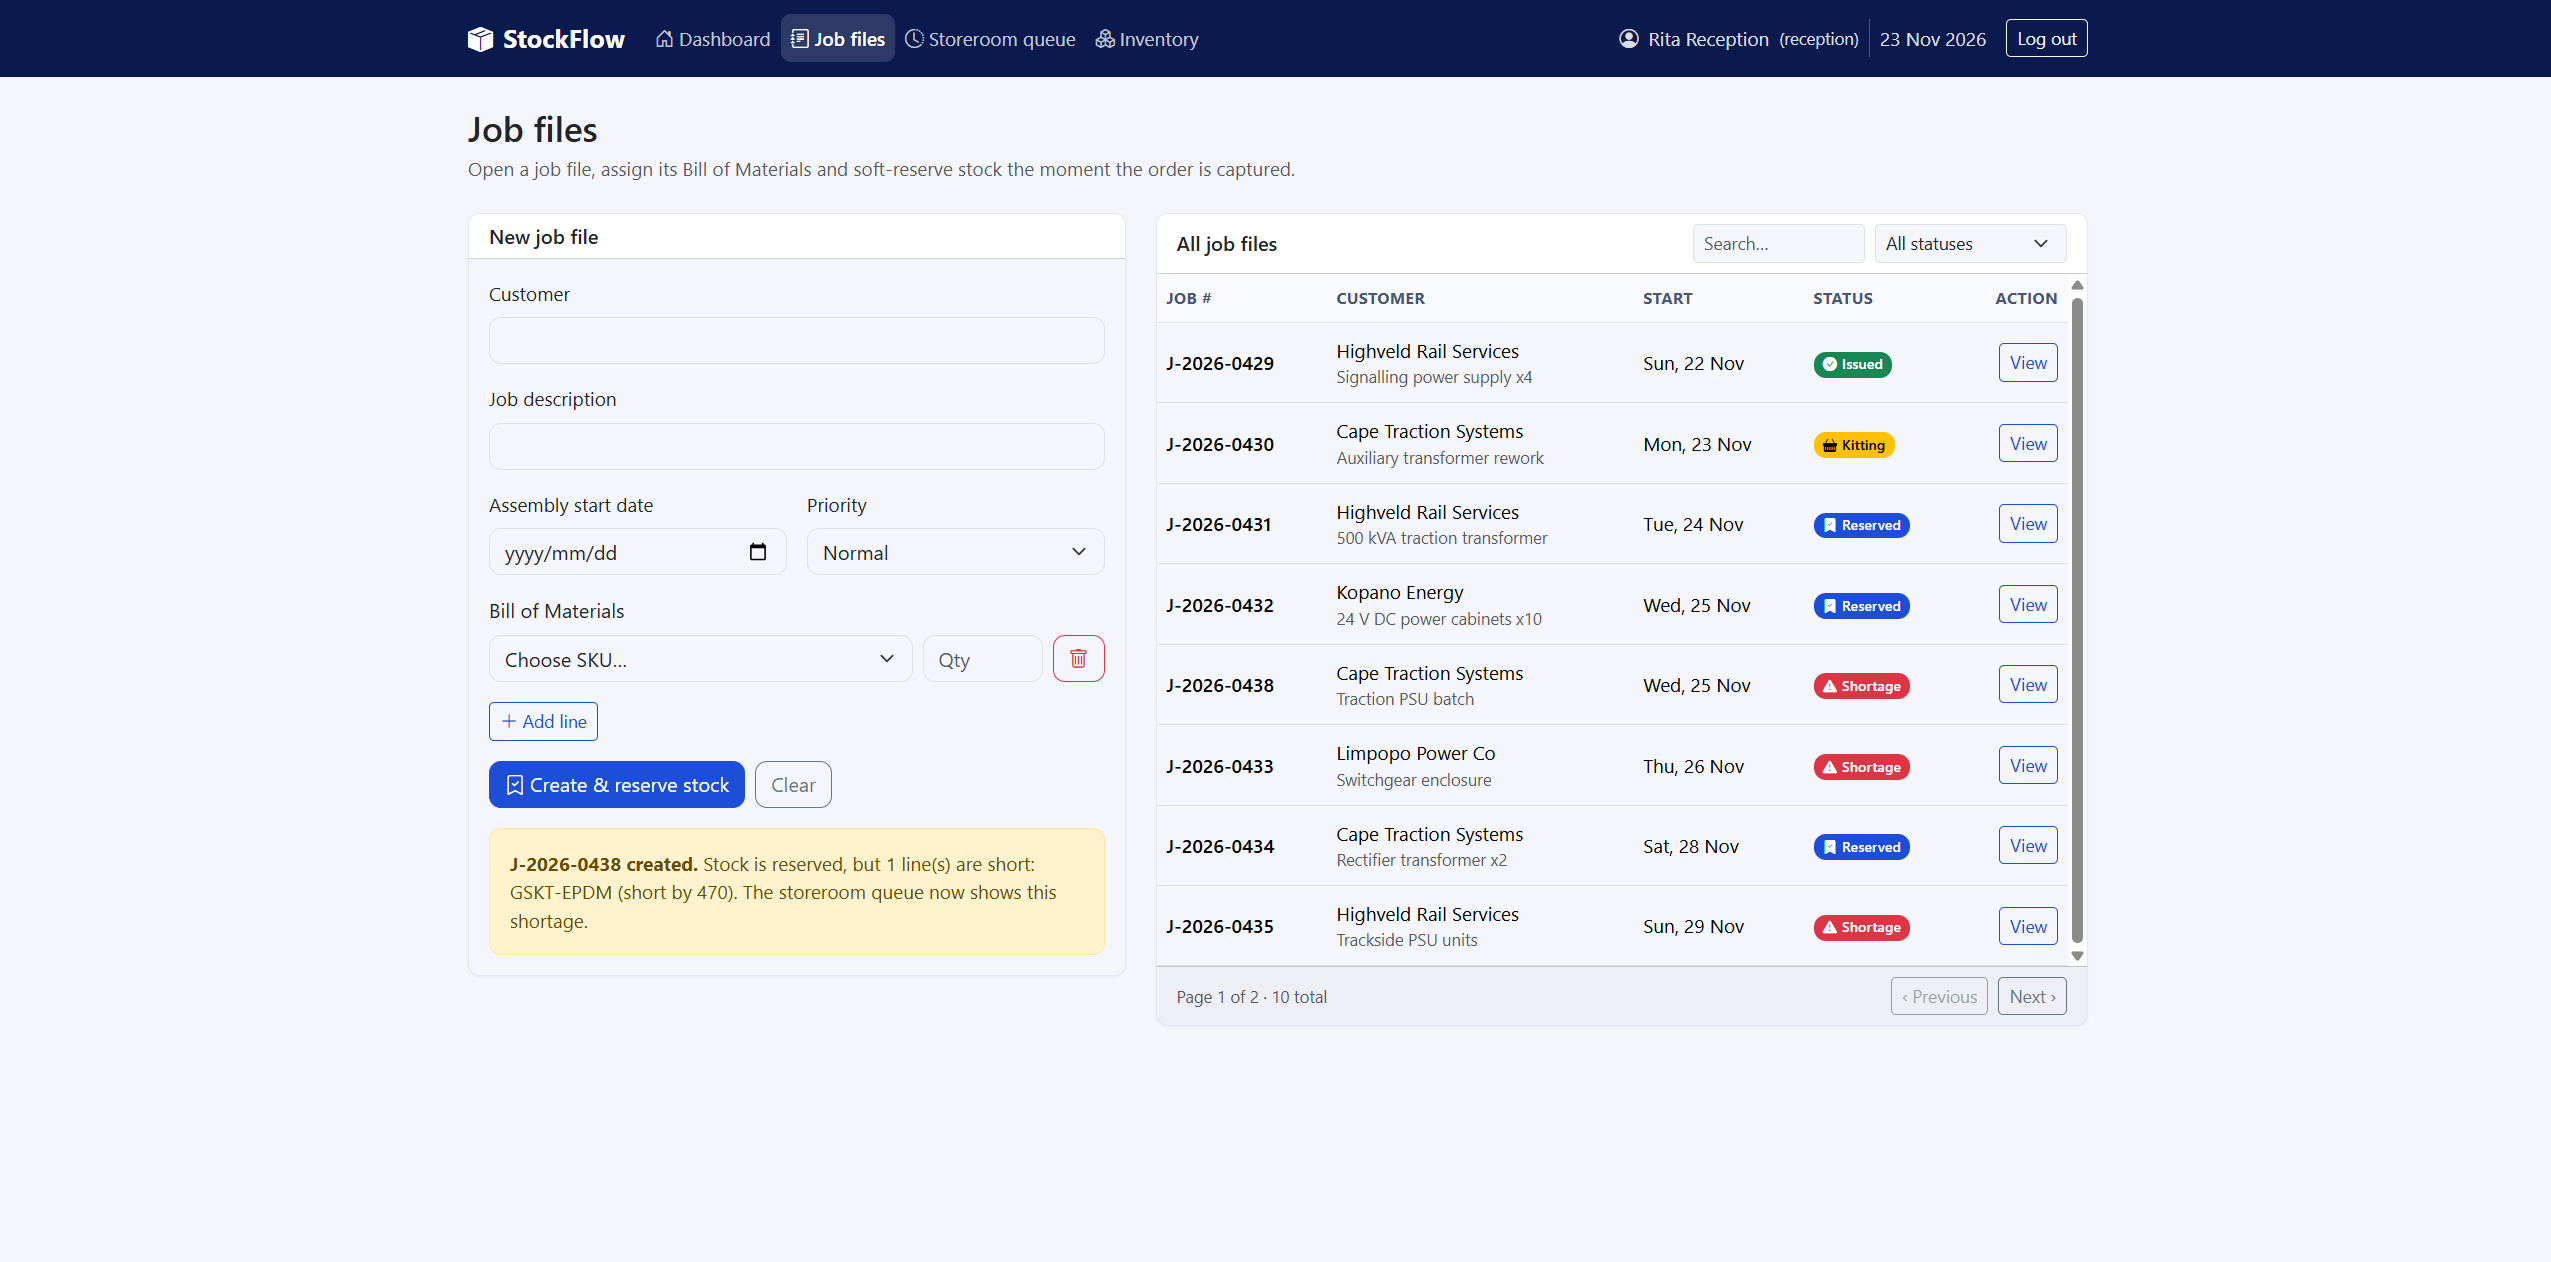 StockFlow
Dashboard
Job files
Storeroom queue
Inventory
Rita Reception (reception)
23 Nov 2026
Log out
Job files
Open a job file, assign its Bill of Materials and soft-reserve stock the moment the order is captured.
New job file
Customer
Job description
Assembly start date
Priority
yyyy/mm/dd
Normal
Bill of Materials
Choose SKU...
Qty
+ Add line
Create & reserve stock
Clear
J-2026-0438 created. Stock is reserved, but 1 line(s) are short:
GSKT-EPDM (short by 470). The storeroom queue now shows this
shortage.
All job files
Search...
All statuses
JOB # CUSTOMER START STATUS ACTION
J-2026-0429 Highveld Rail Services Sun, 22 Nov Issued View
Signalling power supply x4
J-2026-0430 Cape Traction Systems Mon, 23 Nov Kitting View
Auxiliary transformer rework
J-2026-0431 Highveld Rail Services Tue, 24 Nov Reserved View
500 kVA traction transformer
J-2026-0432 Kopano Energy Wed, 25 Nov Reserved View
24 V DC power cabinets x10
J-2026-0438 Cape Traction Systems Wed, 25 Nov Shortage View
Traction PSU batch
J-2026-0433 Limpopo Power Co Thu, 26 Nov Shortage View
Switchgear enclosure
J-2026-0434 Cape Traction Systems Sat, 28 Nov Reserved View
Rectifier transformer x2
J-2026-0435 Highveld Rail Services Sun, 29 Nov Shortage View
Trackside PSU units
Page 1 of 2 · 10 total
‹ Previous
Next ›